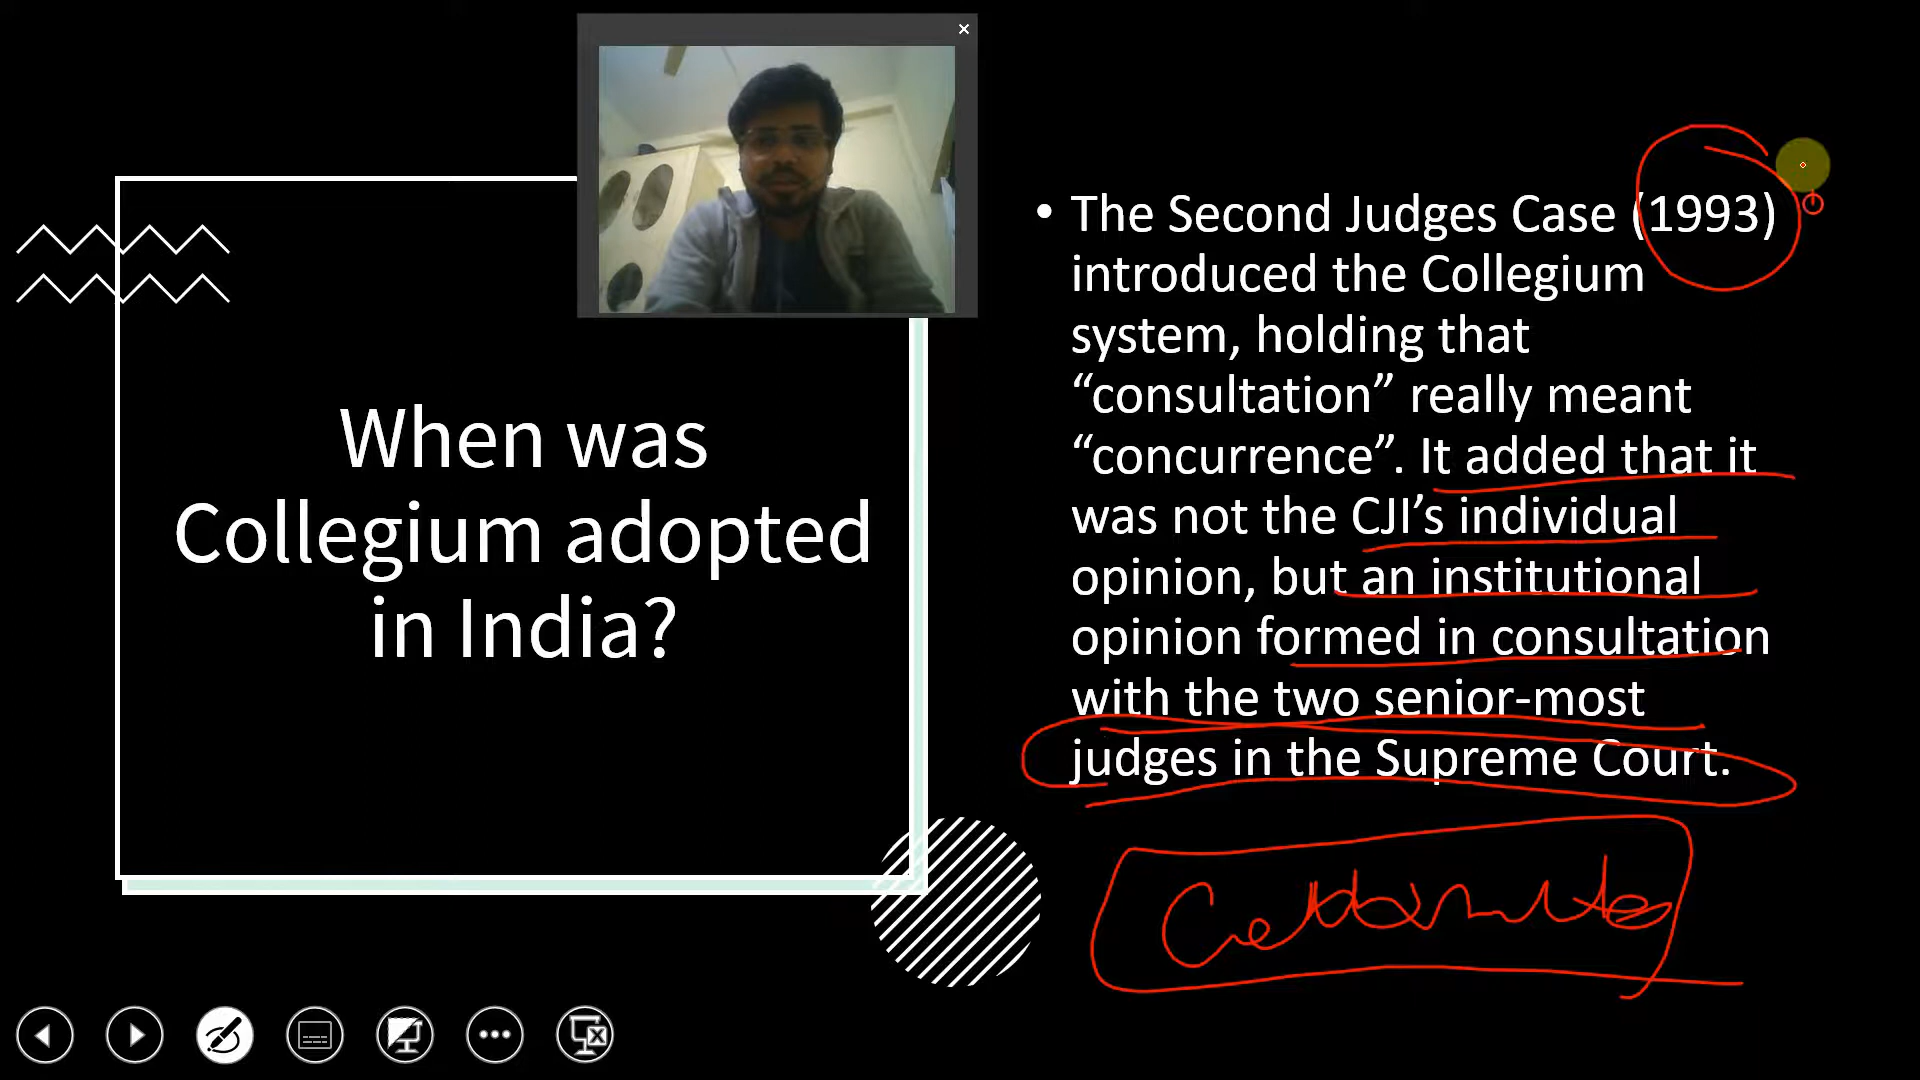 When was
Collegium adopted
in India?
• The Second Judges Case (1993)
introduced the Collegium
system, holding that
“consultation” really meant
“concurrence”. It added that it
was not the CJI’s individual
opinion, but an institutional
opinion formed in consultation
with the two senior-most
judges in the Supreme Court.